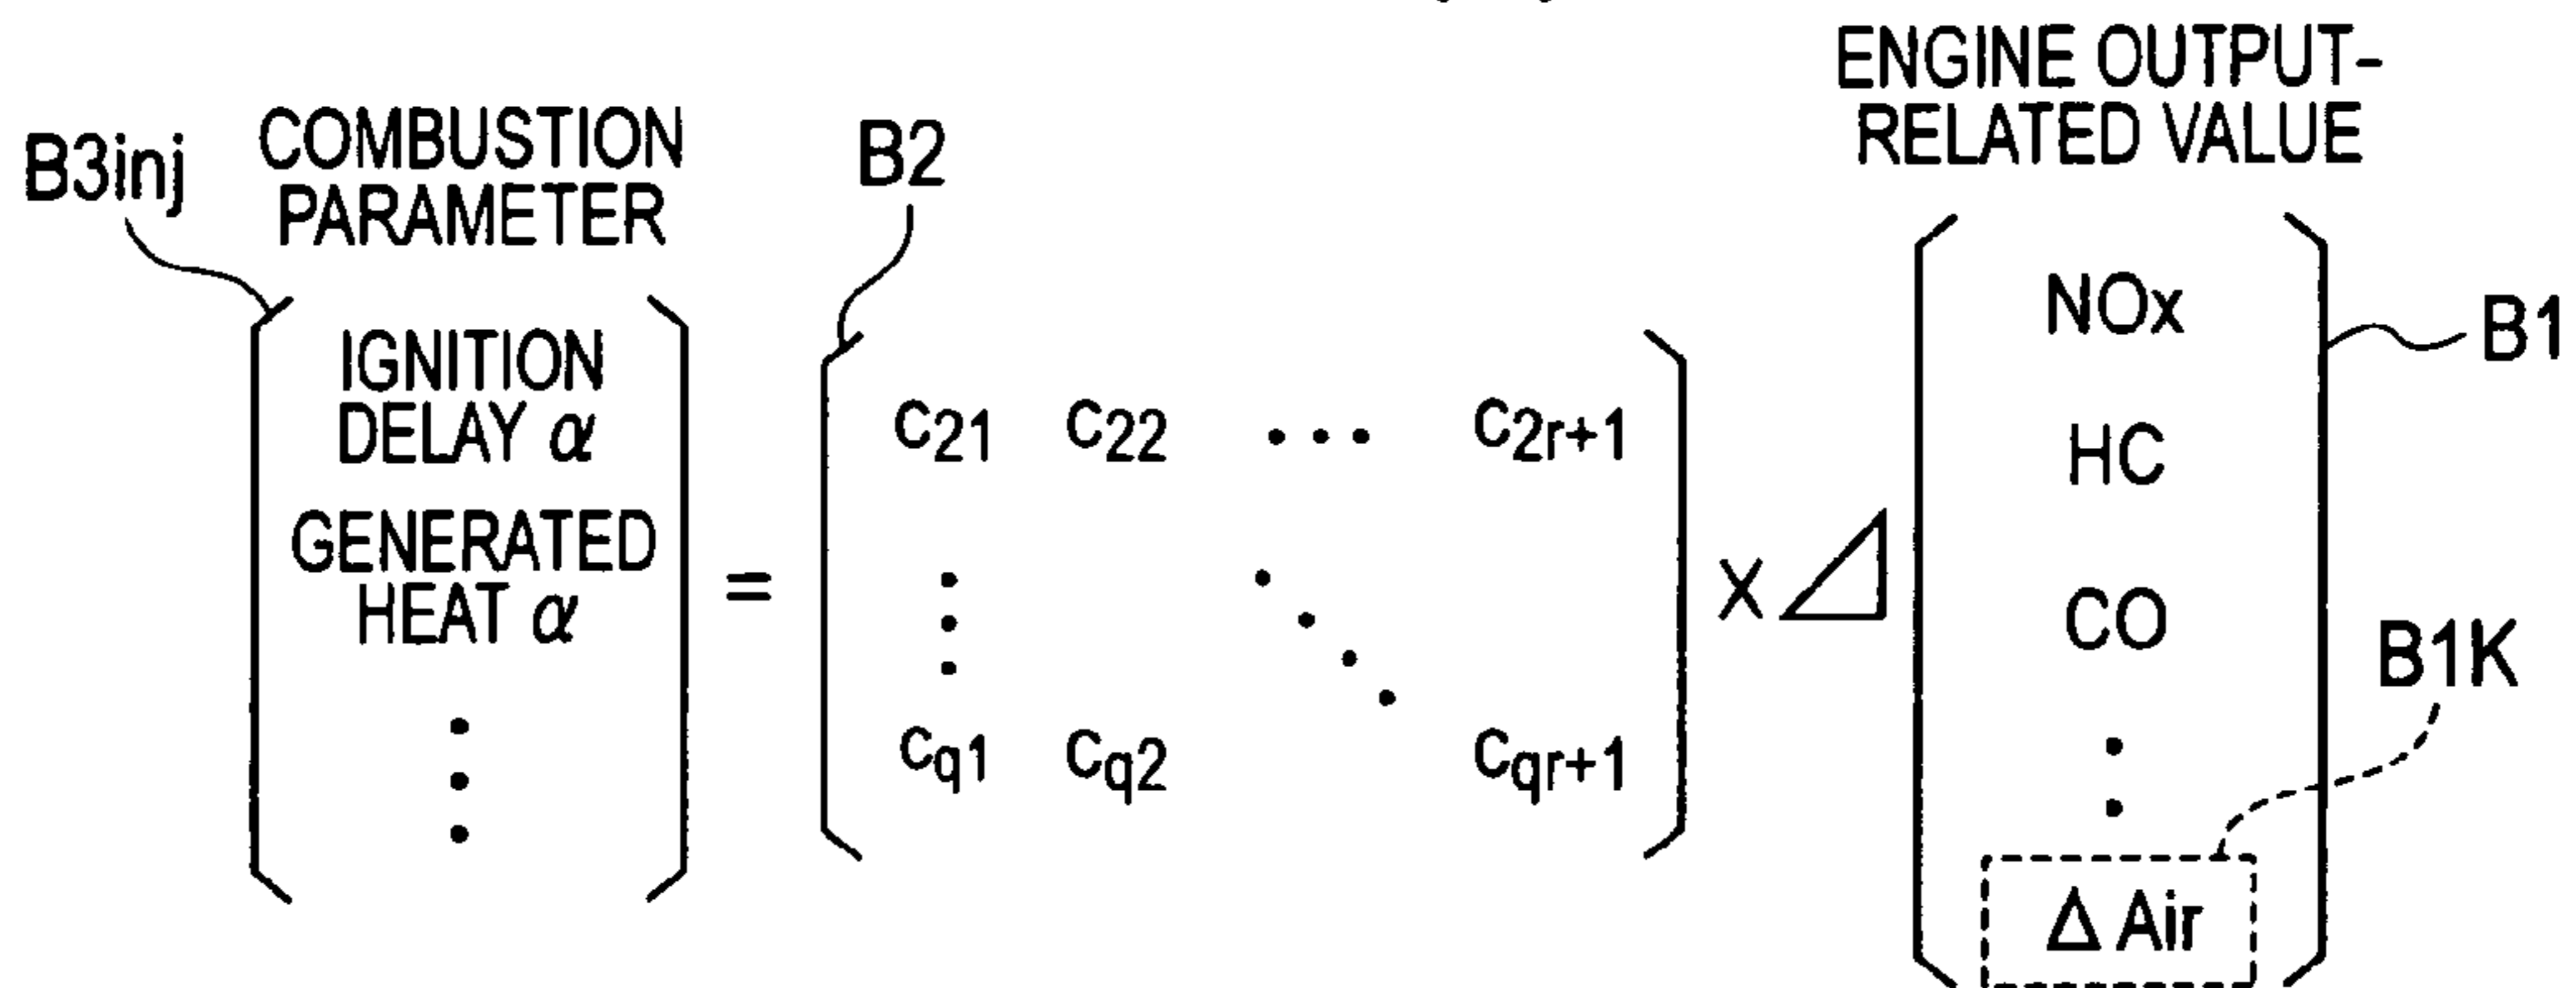 ENGINE OUTPUT-
RELATED VALUE
COMBUSTION
PARAMETER
B3inj
B2
IGNITION
DELAY α
GENERATED
HEAT α
=
c21 c22 ... c2r+1
cq1 cq2 cqr+1
X
NOx
HC
CO
Δ Air
B1
B1K